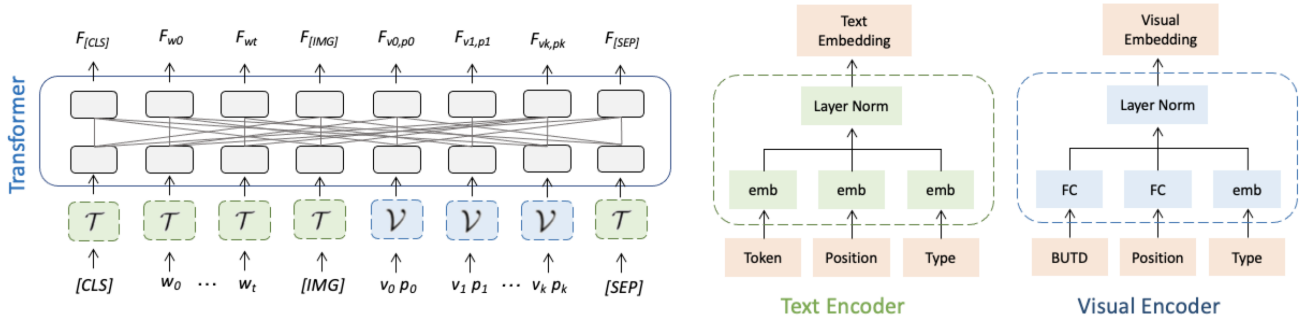 F[CLS] Fw0 Fwt F[IMG] Fv0,p0 Fv1,p1 Fvk,pk F[SEP]
Transformer
T T T T V V V T
[CLS] w0 ... wt [IMG] v0 p0 v1 p1 ... vk pk [SEP]
Text
Embedding
Layer Norm
emb emb emb
Token Position Type
Text Encoder
Visual
Embedding
Layer Norm
FC FC emb
BUTD Position Type
Visual Encoder